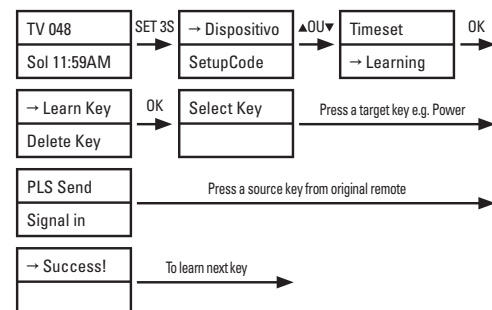 TV 048
Sol 11:59AM
SET 3S
→ Dispositivo
SetupCode
▲OU▼
Timeset
→ Learning
OK
→ Learn Key
Delete Key
OK
Select Key
Press a target key e.g. Power
PLS Send
Signal in
Press a source key from original remote
→ Success!
To learn next key